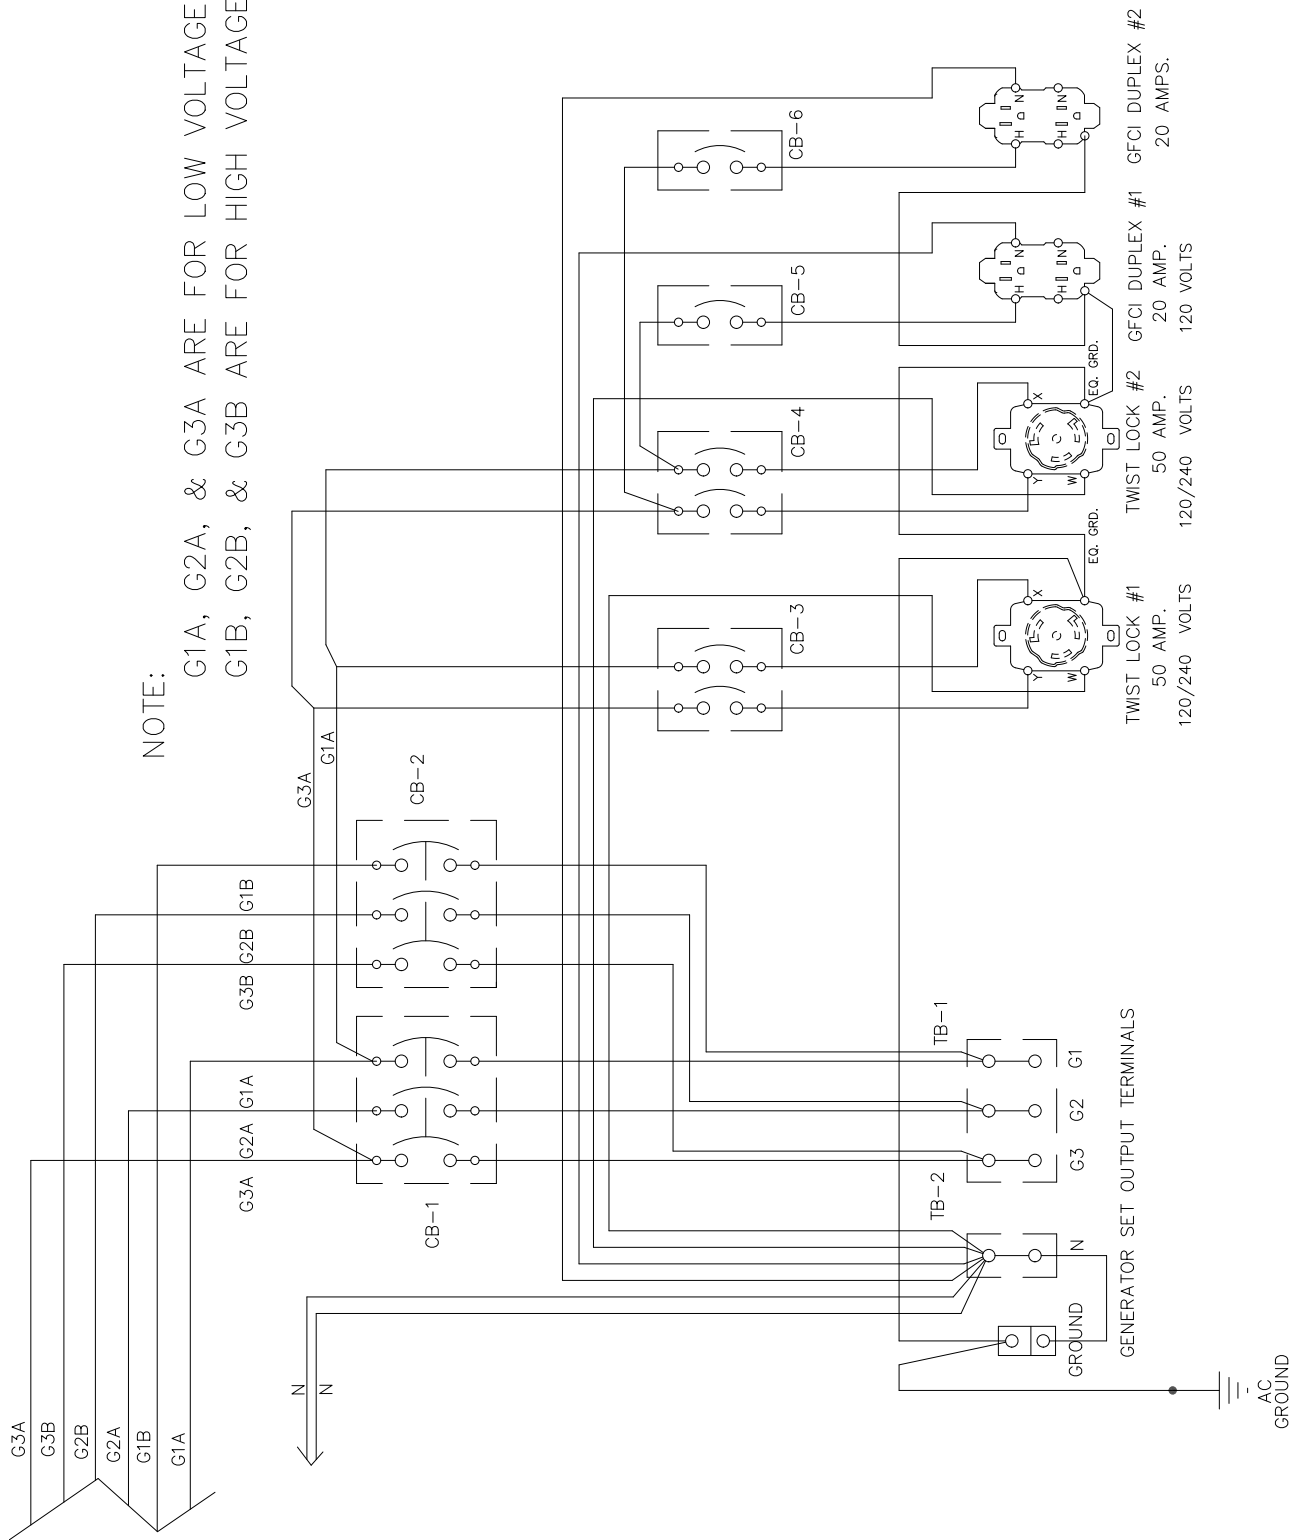 NOTE:
G1A, G2A, & G3A ARE FOR LOW VOLTAGE
G1B, G2B, & G3B ARE FOR HIGH VOLTAGE
G3A
G3B
G2B
G2A
G1B
G1A
N
N
G3A
G2A
G1A
G3B
G2B
G1B
G3A
G1A
CB-1
CB-2
CB-3
CB-4
CB-5
CB-6
TB-2
TB-1
N
G3
G2
G1
GROUND
GENERATOR SET OUTPUT TERMINALS
AC
GROUND
Y
X
W
EQ. GRD.
TWIST LOCK #1
50 AMP.
120/240 VOLTS
Y
X
W
EQ. GRD.
TWIST LOCK #2
50 AMP.
120/240 VOLTS
H
N
H
N
GFCI DUPLEX #1
20 AMP.
120 VOLTS
H
N
H
N
GFCI DUPLEX #2
20 AMPS.